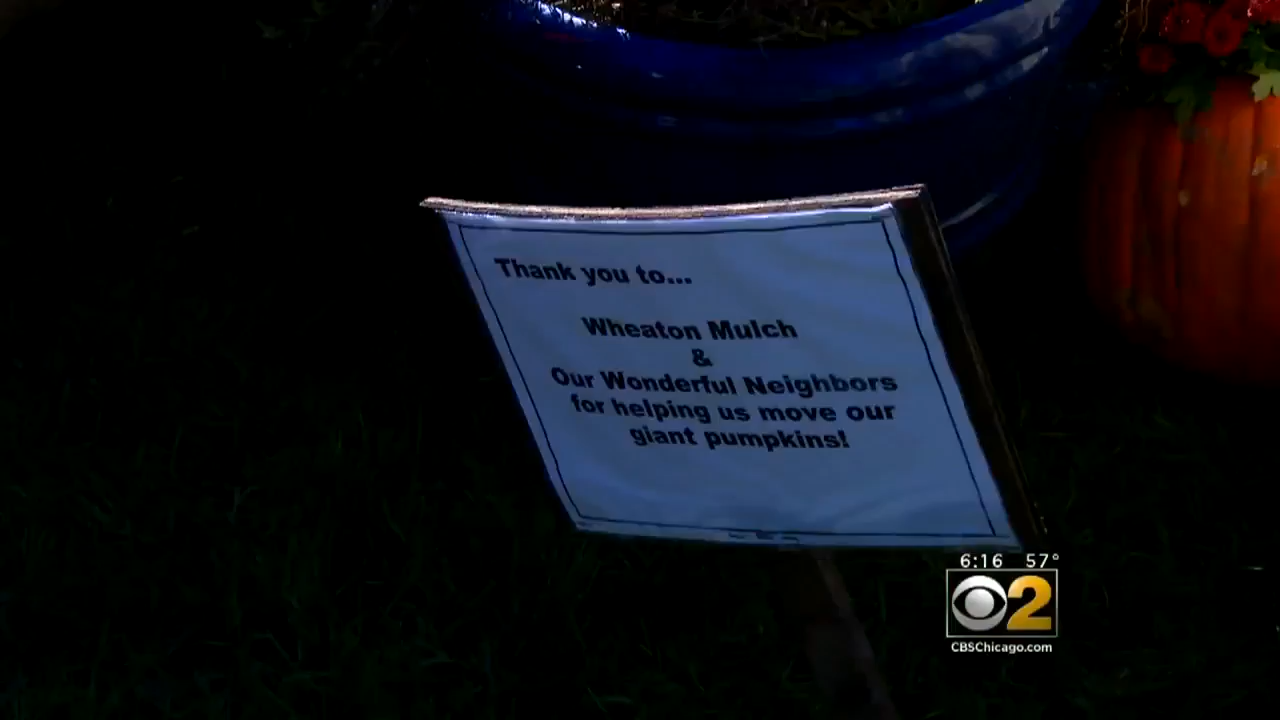 Thank you to...
Wheaton Mulch
&
Our Wonderful Neighbors
for helping us move our
giant pumpkins!
6:16 57°
2
CBSChicago.com